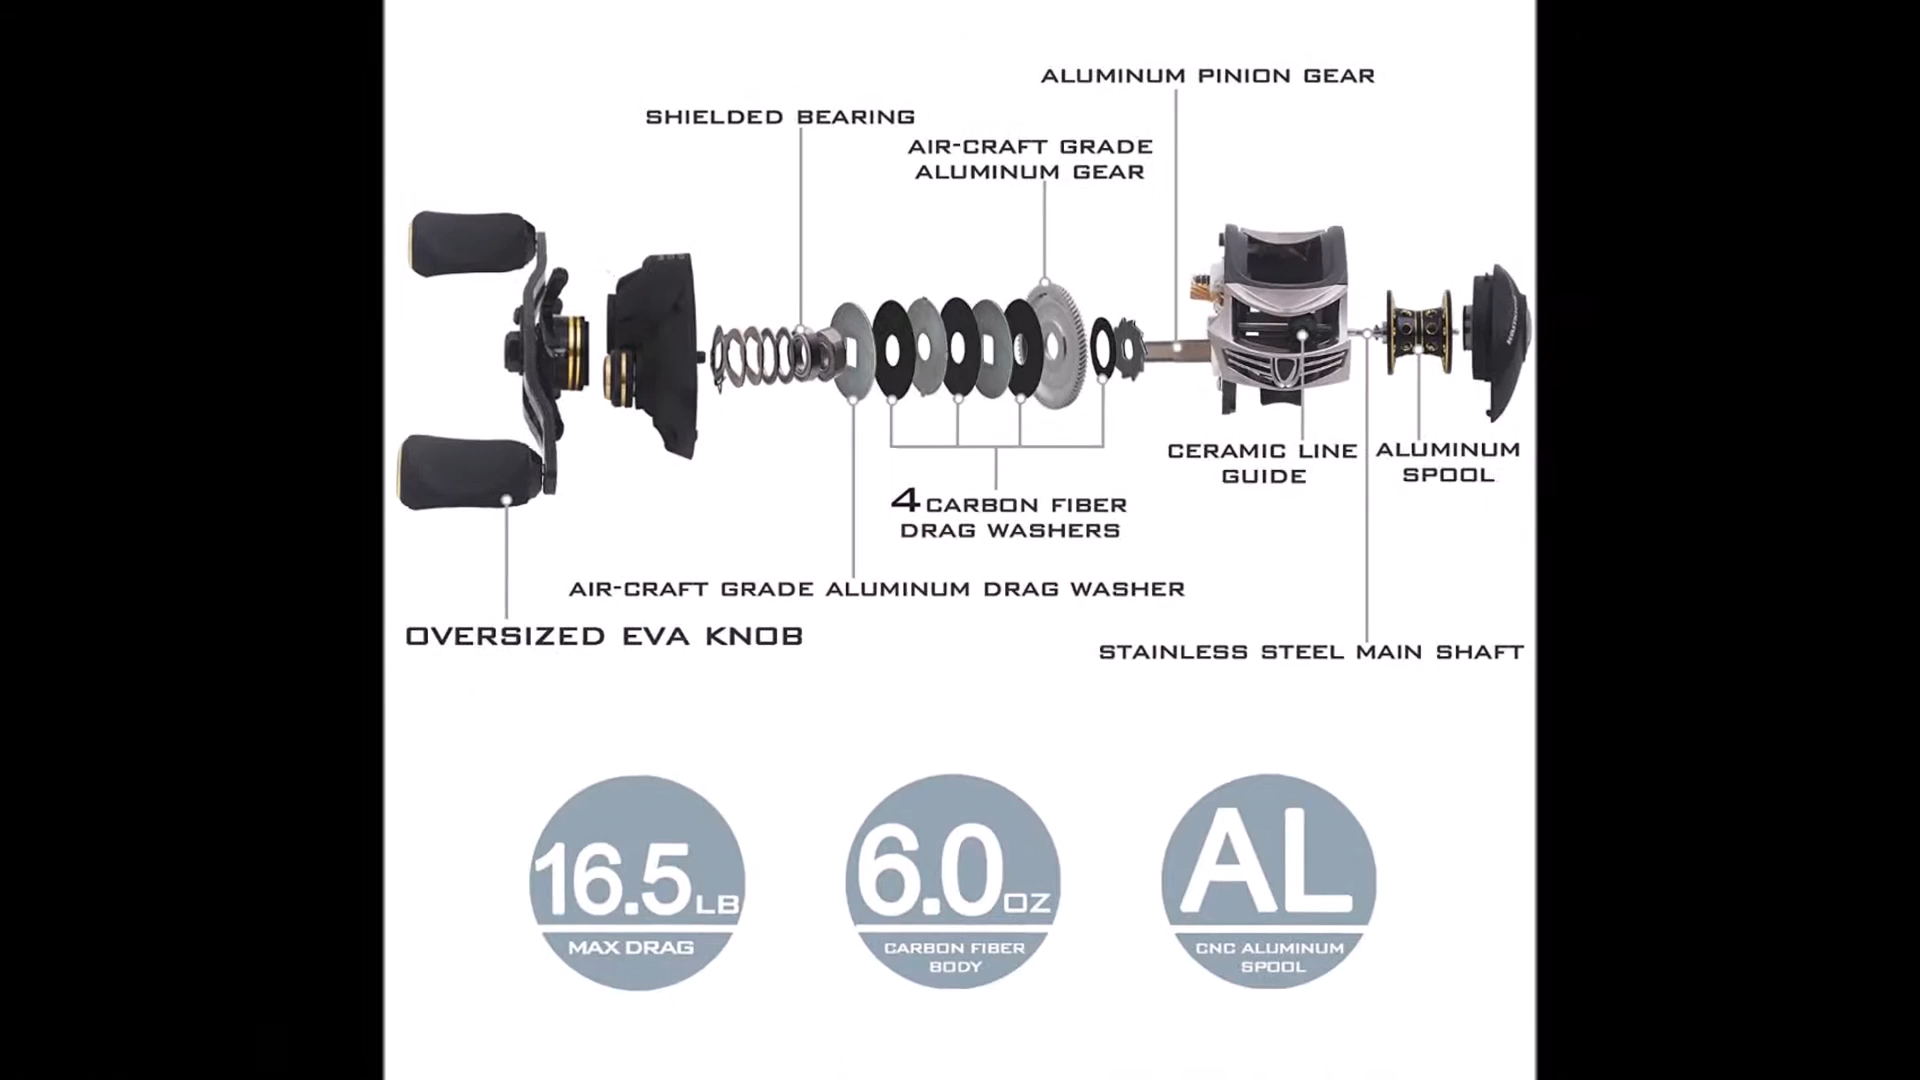 ALUMINUM PINION GEAR
SHIELDED BEARING
AIR-CRAFT GRADE
ALUMINUM GEAR
CERAMIC LINE
GUIDE
ALUMINUM
SPOOL
4 CARBON FIBER
DRAG WASHERS
AIR-CRAFT GRADE ALUMINUM DRAG WASHER
OVERSIZED EVA KNOB
STAINLESS STEEL MAIN SHAFT
16.5LB
MAX DRAG
6.0OZ
CARBON FIBER
BODY
AL
CNC ALUMINUM
SPOOL